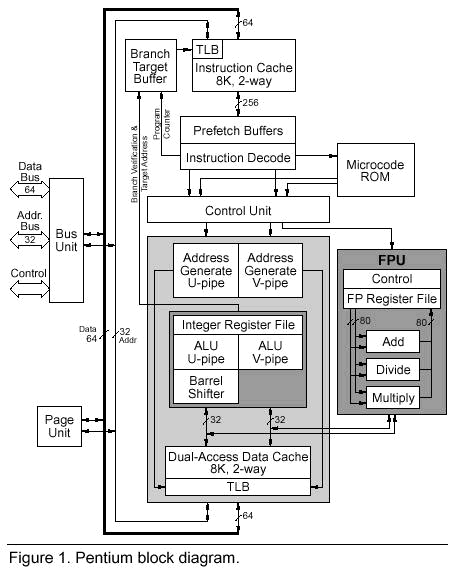 64
Branch
Target
Buffer
TLB
Instruction Cache
8K, 2-way
256
Branch Verification &
Target Address
Program
Counter
Prefetch Buffers
Instruction Decode
Microcode
ROM
Control Unit
Data
Bus
64
Addr.
Bus
32
Control
Bus
Unit
Address
Generate
U-pipe
Address
Generate
V-pipe
FPU
Control
FP Register File
80
80
Add
Divide
Multiply
Integer Register File
ALU
U-pipe
ALU
V-pipe
Barrel
Shifter
Data
64
32
Addr
32
32
Page
Unit
Dual-Access Data Cache
8K, 2-way
TLB
64
Figure 1. Pentium block diagram.